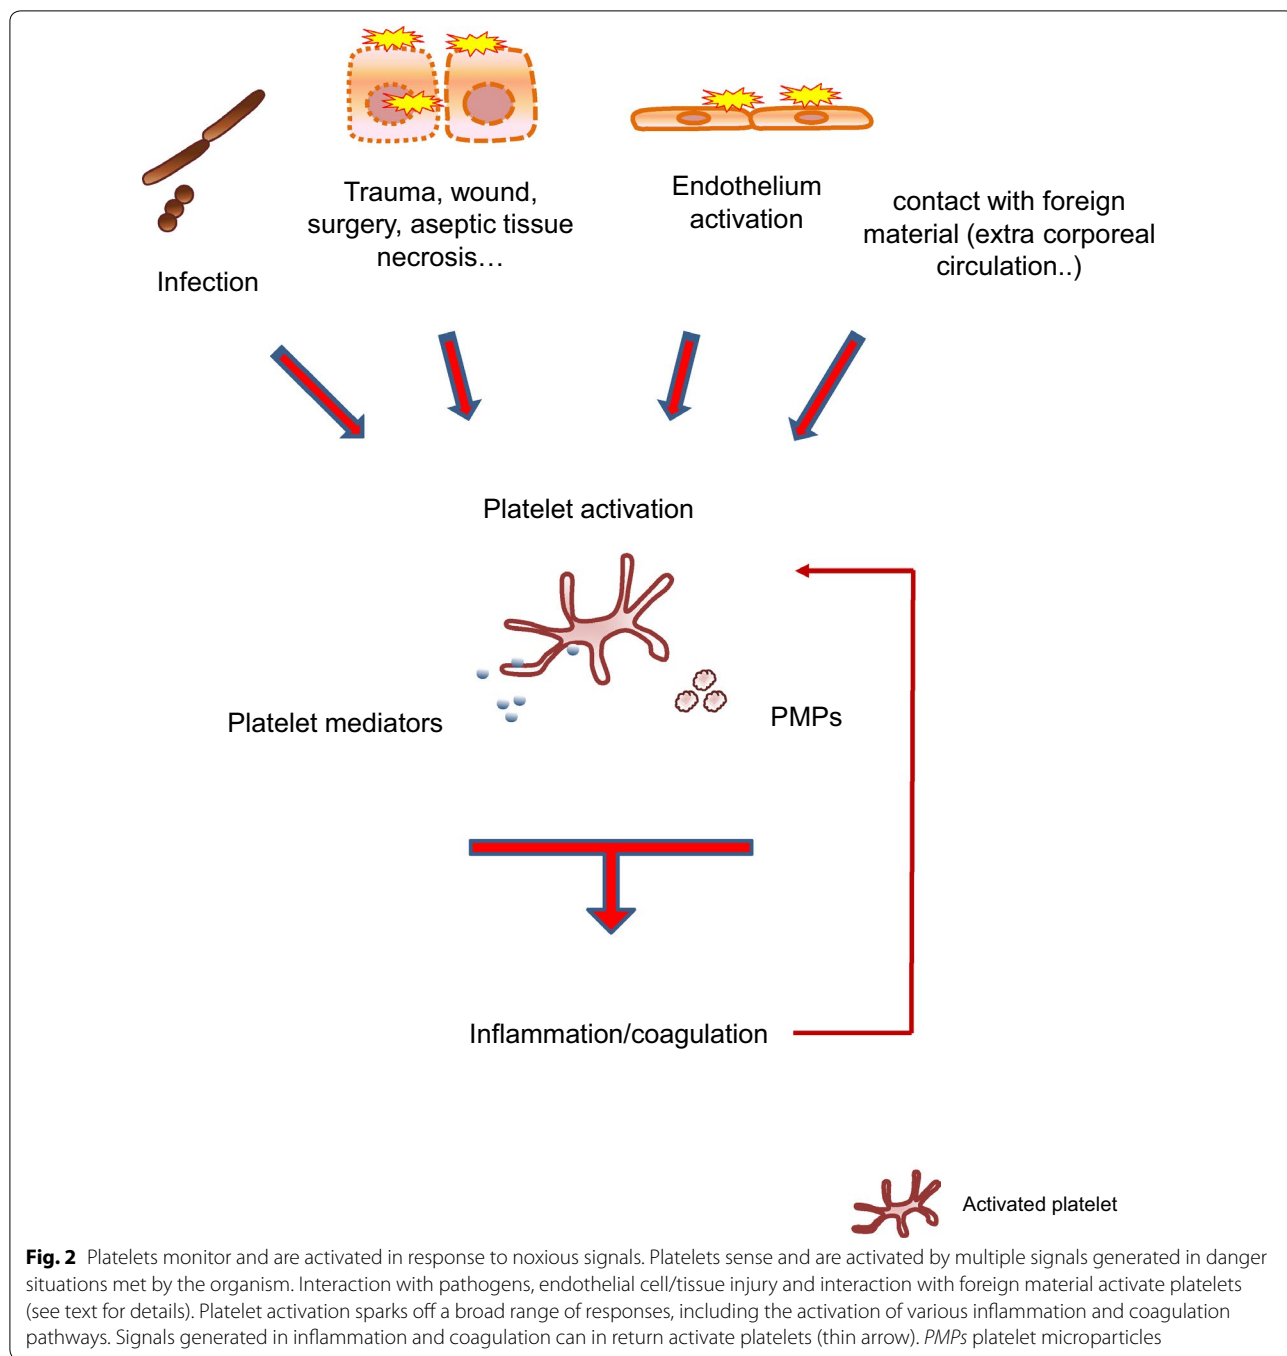 Trauma, wound,
surgery, aseptic tissue
necrosis…
Endothelium
activation
contact with foreign
material (extra corporeal
circulation..)
Infection
Platelet activation
Platelet mediators
PMPs
Inflammation/coagulation
Activated platelet
Fig. 2 Platelets monitor and are activated in response to noxious signals. Platelets sense and are activated by multiple signals generated in danger
situations met by the organism. Interaction with pathogens, endothelial cell/tissue injury and interaction with foreign material activate platelets
(see text for details). Platelet activation sparks off a broad range of responses, including the activation of various inflammation and coagulation
pathways. Signals generated in inflammation and coagulation can in return activate platelets (thin arrow). PMPs platelet microparticles